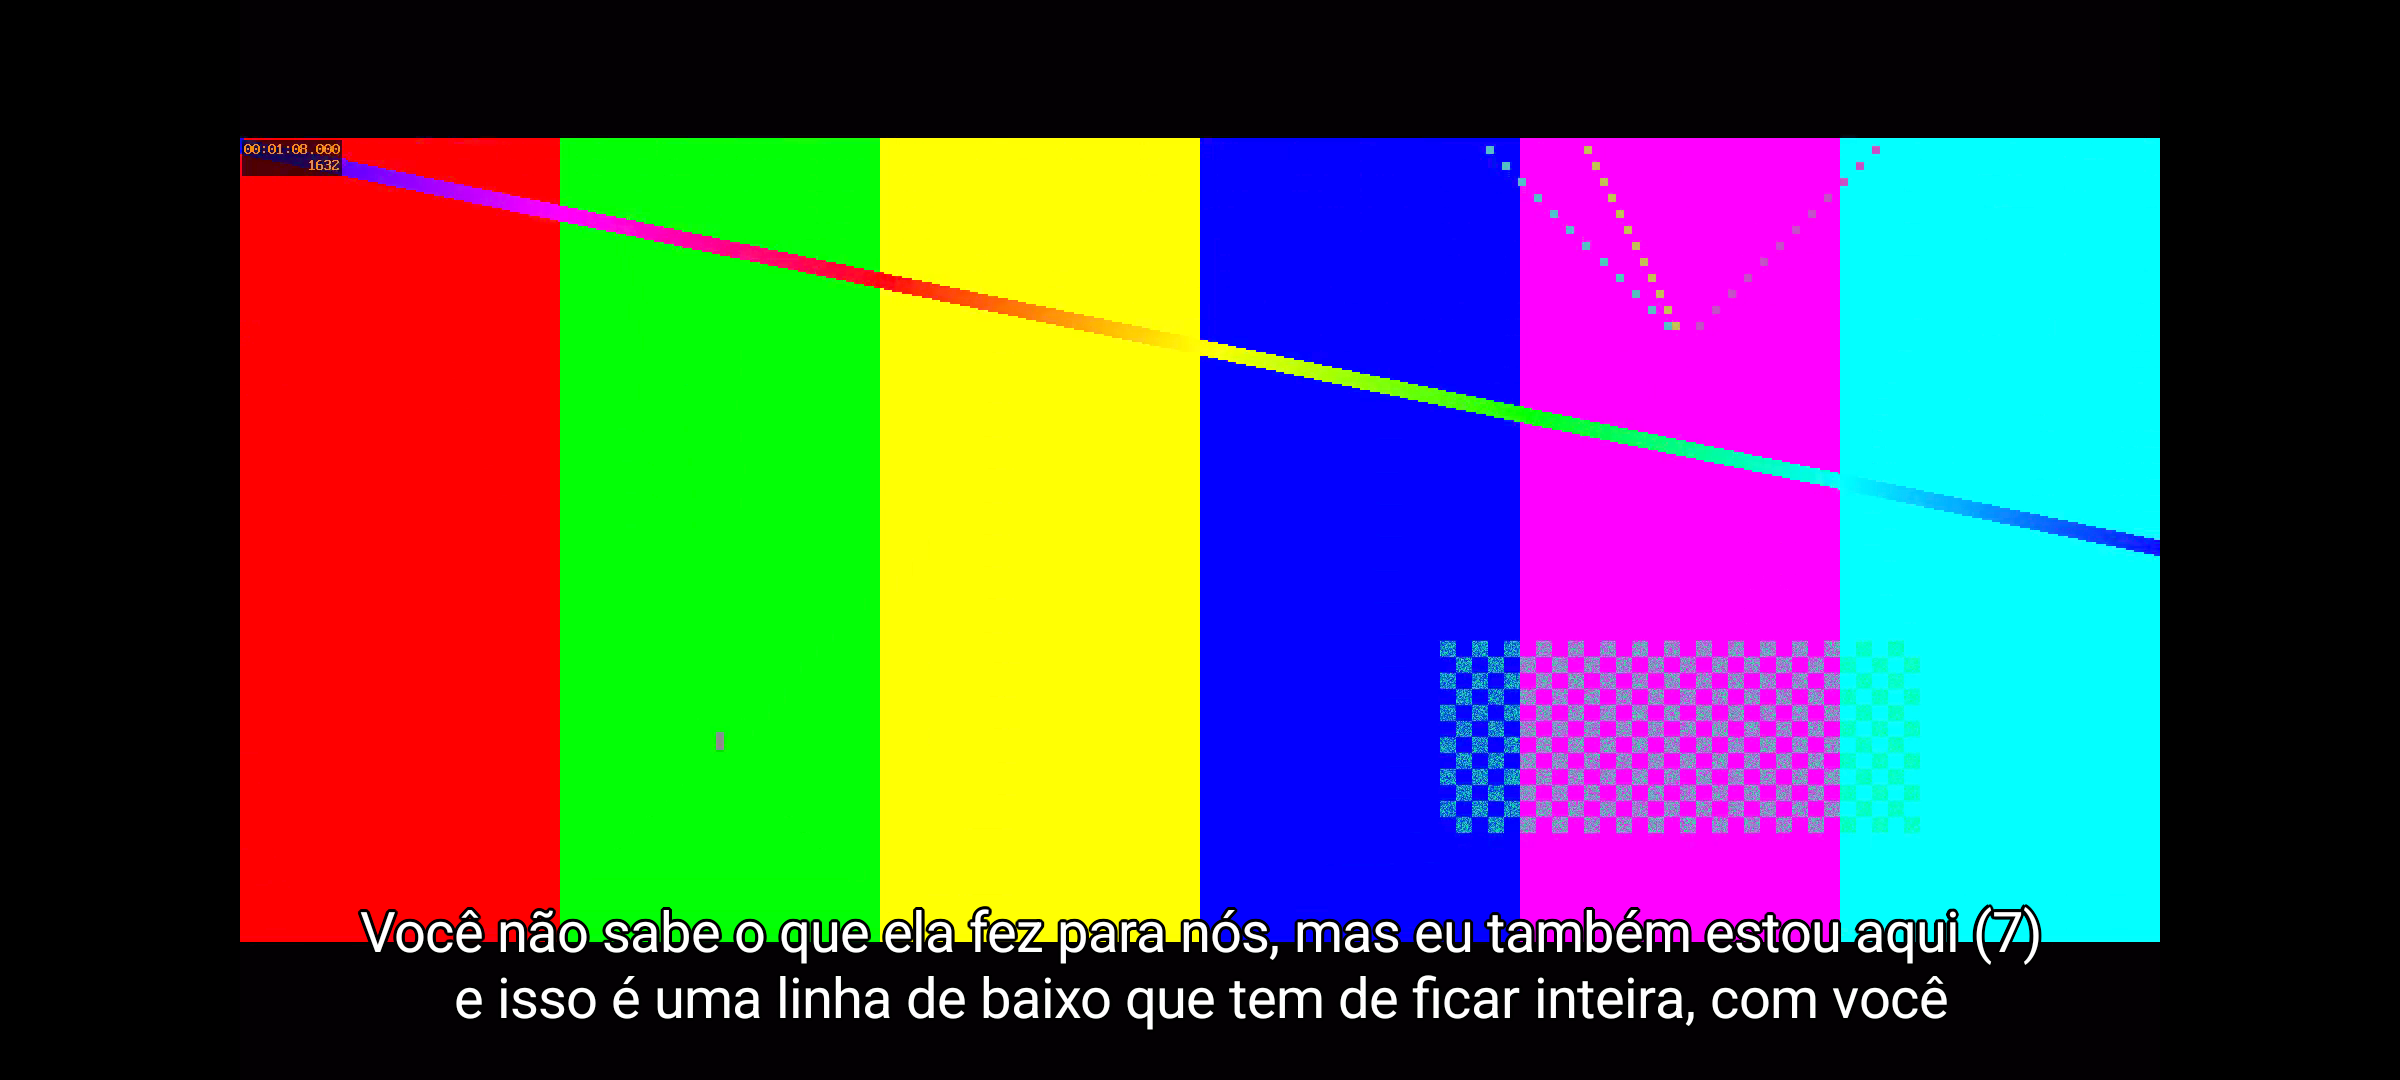 00:01:08.000
1632
Você não sabe o que ela fez para nós, mas eu também estou aqui (7)
e isso é uma linha de baixo que tem de ficar inteira, com você